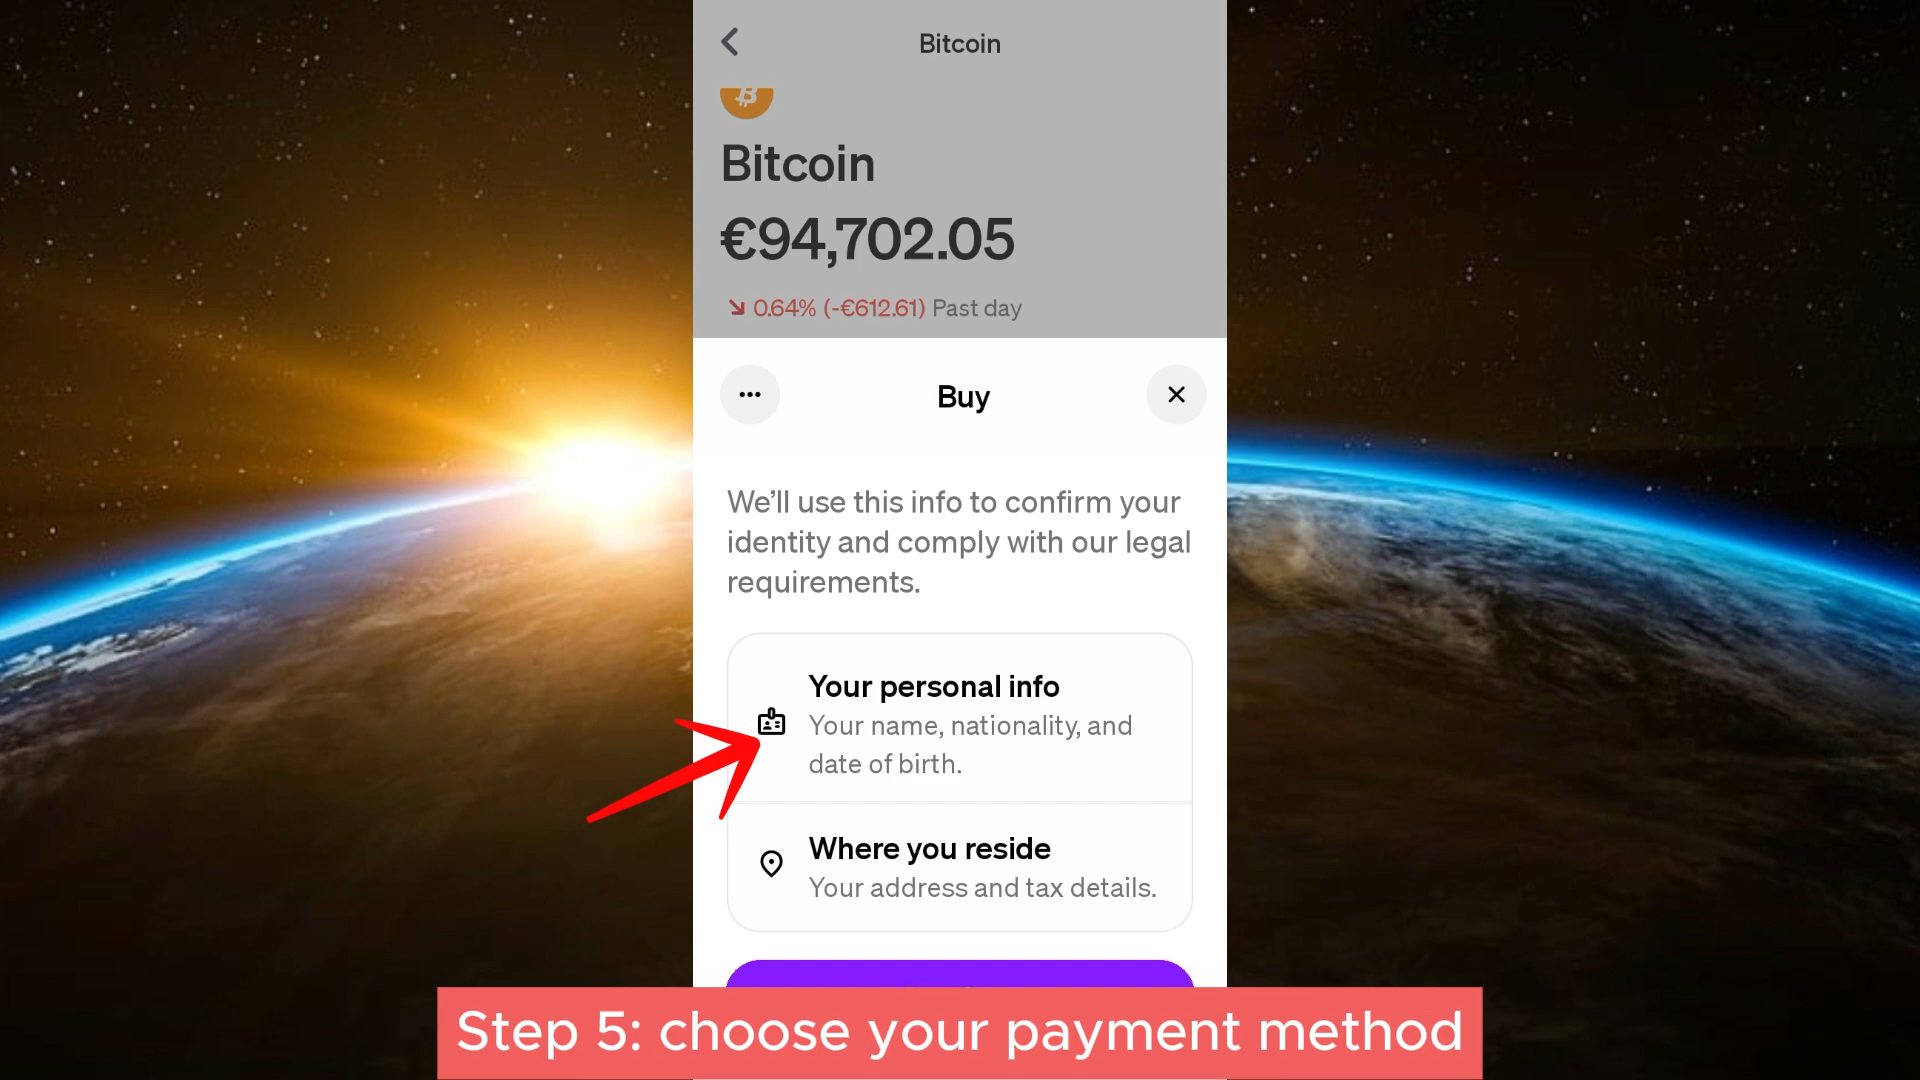 Bitcoin
Bitcoin
€94,702.05
0.64% (-€612.61) Past day
Buy
We'll use this info to confirm your
identity and comply with our legal
requirements.
Your personal info
Your name, nationality, and
date of birth.
Where you reside
Your address and tax details.
Step 5: choose your payment method